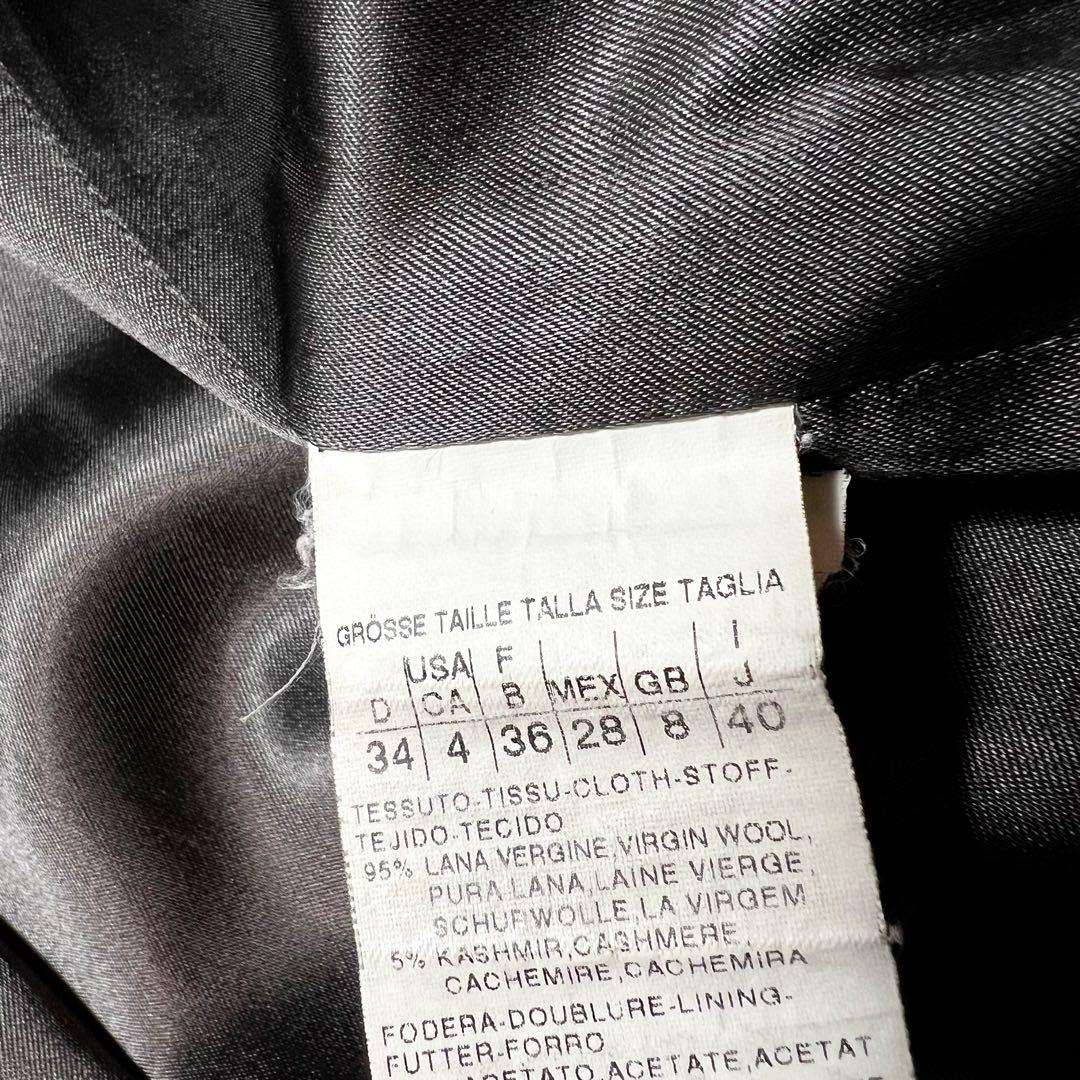 GRÖSSE TAILLE TALLA SIZE TAGLIA
D USA CA F B MEX GB I J
34 4 36 28 8 40
TESSUTO-TISSU-CLOTH-STOFF-
TEJIDO-TECIDO
95% LANA VERGINE,VIRGIN WOOL,
PURA LANA,LAINE VIERGE,
SCHURWOLLE,LA VIRGEM
5% KASHMIR,CASHMERE,
CACHEMIRE,CACHEMIRA
FODERA-DOUBLURE-LINING-
FUTTER-FORRO
ACETATO,ACETATE,ACETAT